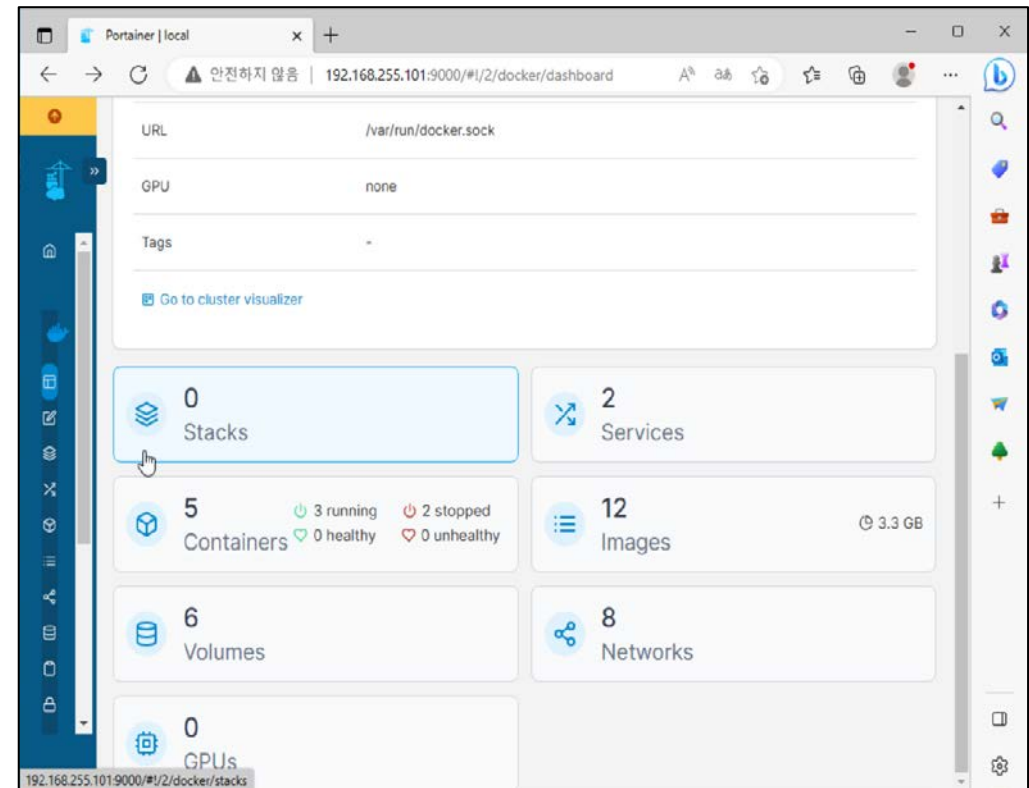 Portainer | local
안전하지 않음 | 192.168.255.101:9000/#!/2/docker/dashboard
URL /var/run/docker.sock
GPU none
Tags -
Go to cluster visualizer
0
Stacks
2
Services
5
Containers
3 running 2 stopped
0 healthy 0 unhealthy
12
Images
3.3 GB
6
Volumes
8
Networks
0
GPUs
192.168.255.101:9000/#!/2/docker/stacks